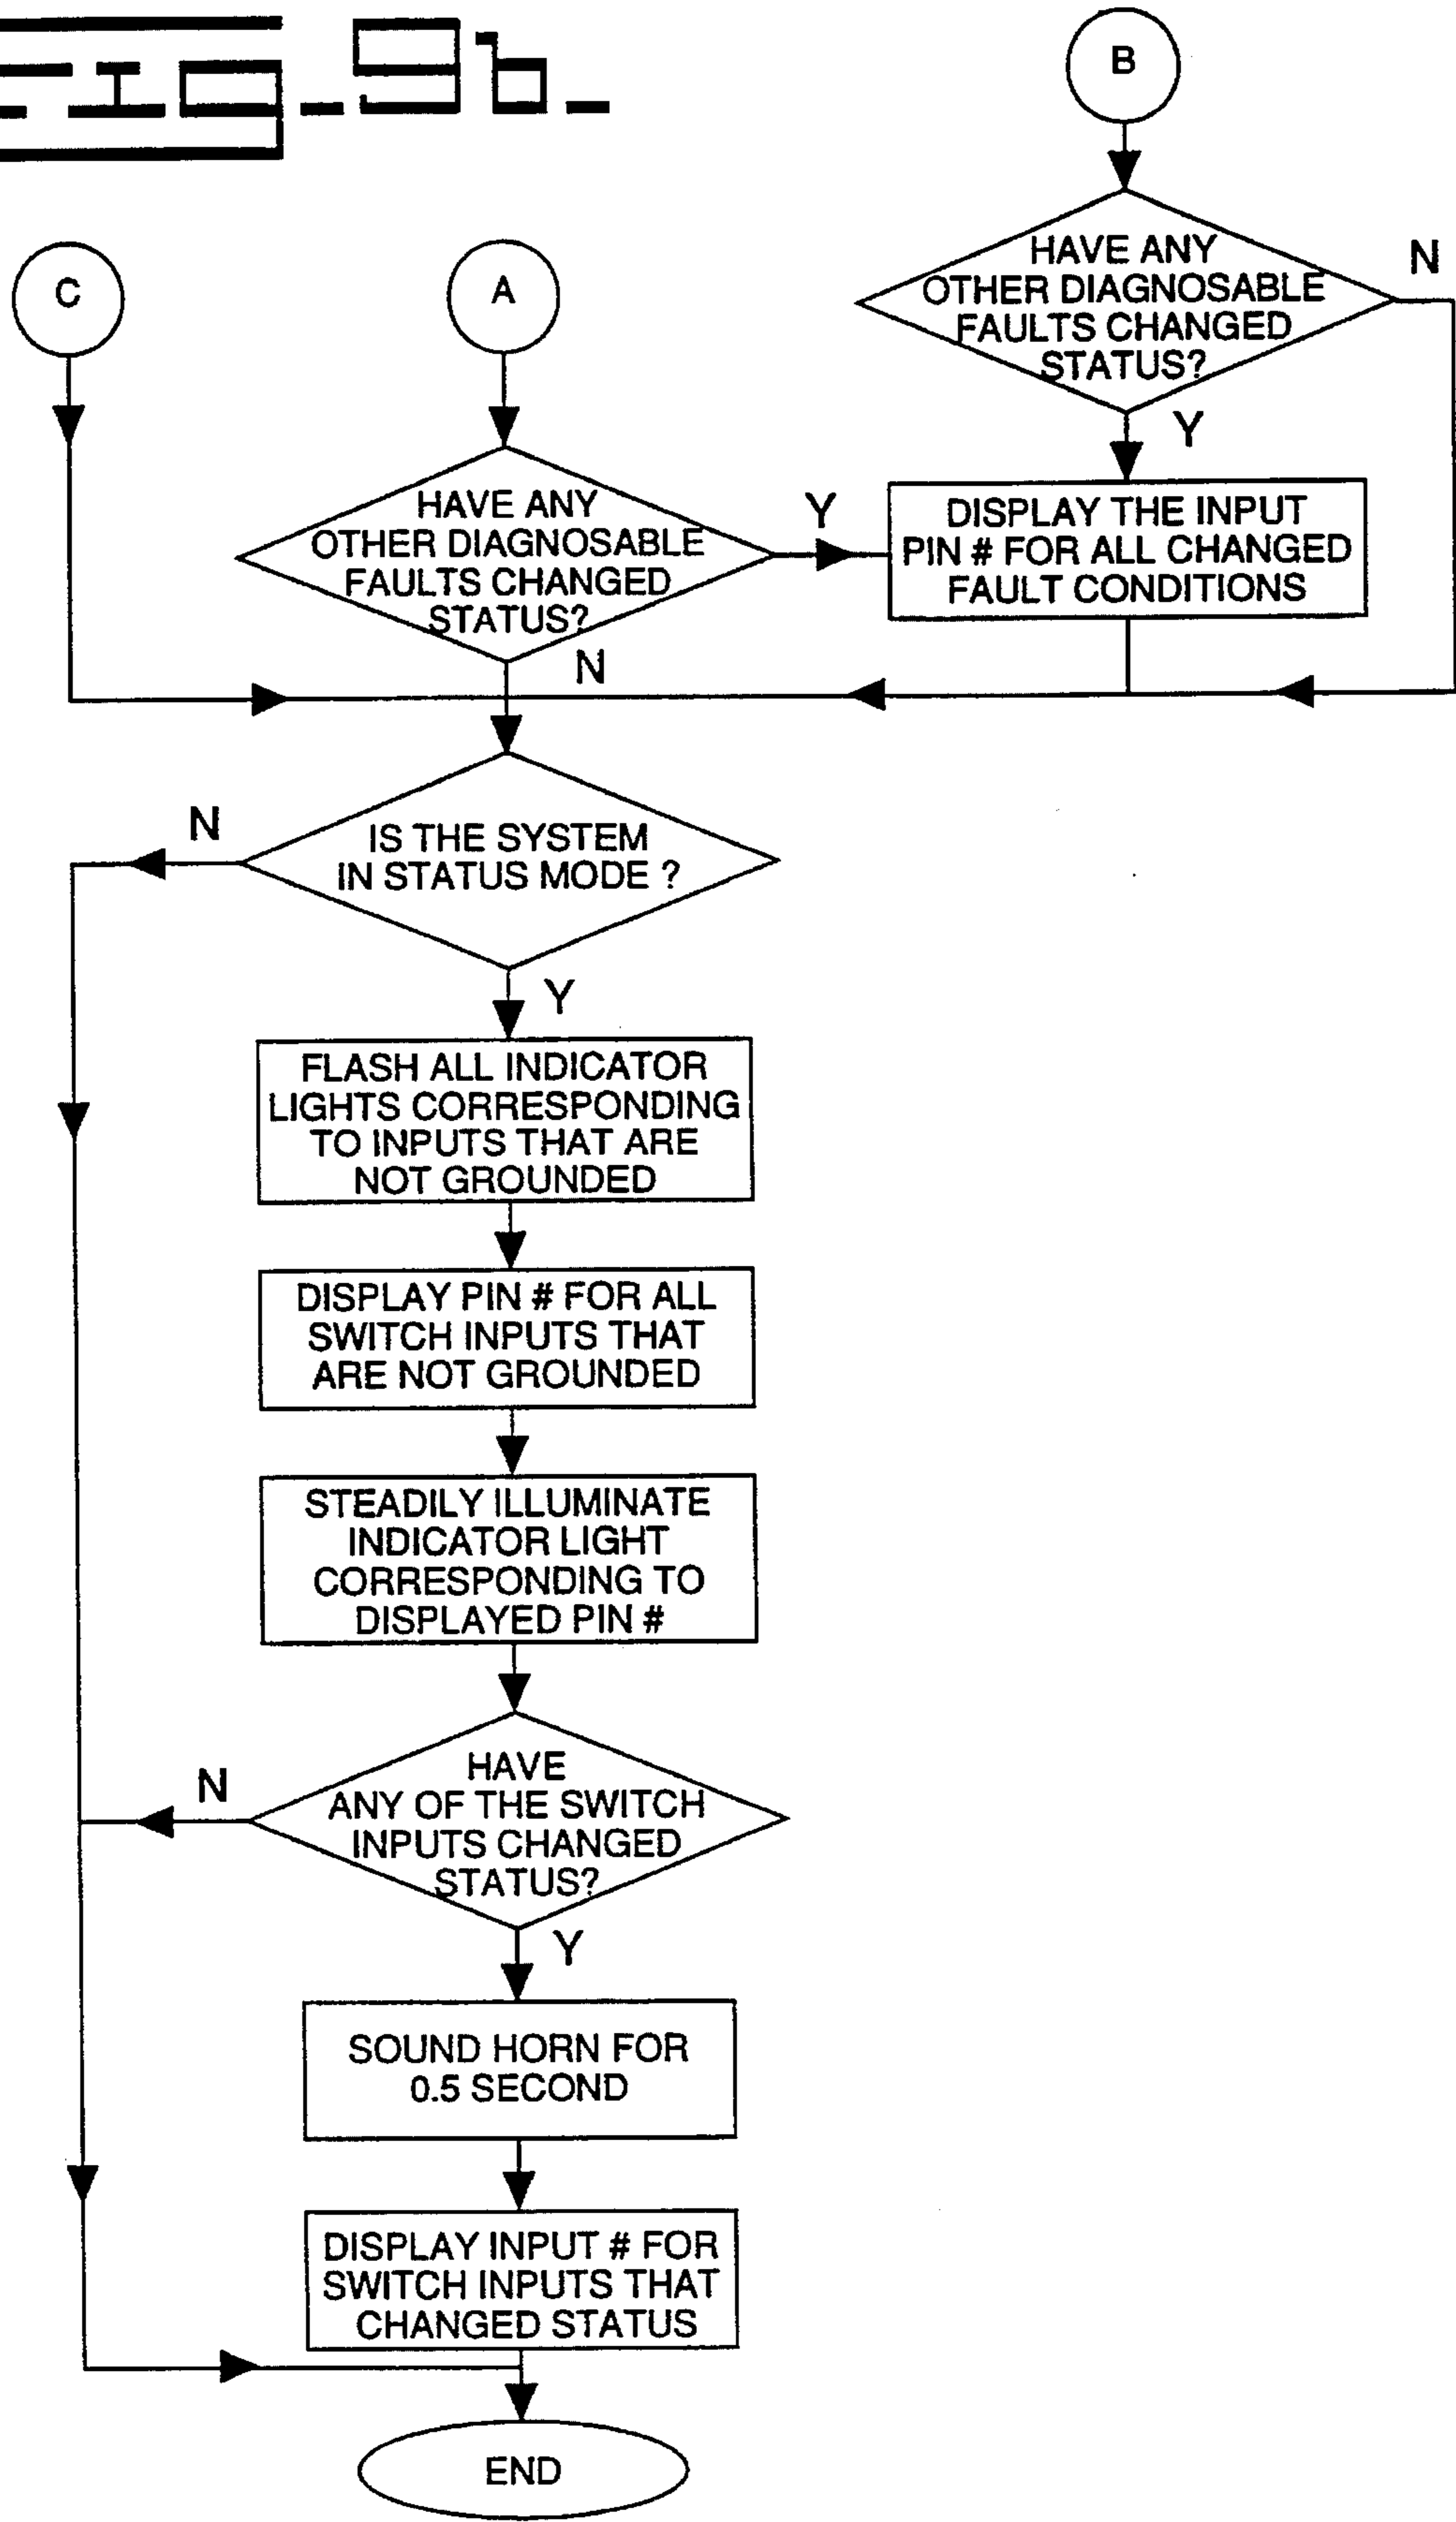 FIG_9b_
B
HAVE ANY
OTHER DIAGNOSABLE
FAULTS CHANGED
STATUS?
N
Y
C
A
HAVE ANY
OTHER DIAGNOSABLE
FAULTS CHANGED
STATUS?
Y
N
DISPLAY THE INPUT
PIN # FOR ALL CHANGED
FAULT CONDITIONS
IS THE SYSTEM
IN STATUS MODE ?
N
Y
FLASH ALL INDICATOR
LIGHTS CORRESPONDING
TO INPUTS THAT ARE
NOT GROUNDED
DISPLAY PIN # FOR ALL
SWITCH INPUTS THAT
ARE NOT GROUNDED
STEADILY ILLUMINATE
INDICATOR LIGHT
CORRESPONDING TO
DISPLAYED PIN #
HAVE
ANY OF THE SWITCH
INPUTS CHANGED
STATUS?
N
Y
SOUND HORN FOR
0.5 SECOND
DISPLAY INPUT # FOR
SWITCH INPUTS THAT
CHANGED STATUS
END